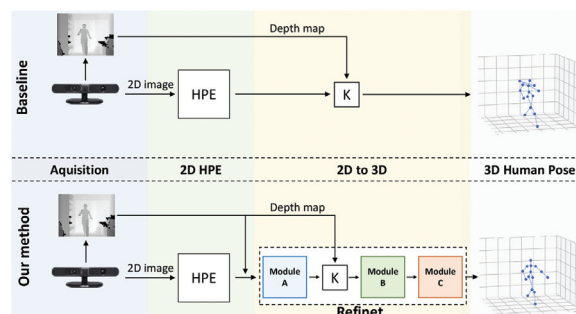 Baseline
Depth map
2D image
HPE
K
Aquisition
2D HPE
2D to 3D
3D Human Pose
Our method
Depth map
2D image
HPE
Module
A
K
Module
B
Module
C
Refinet